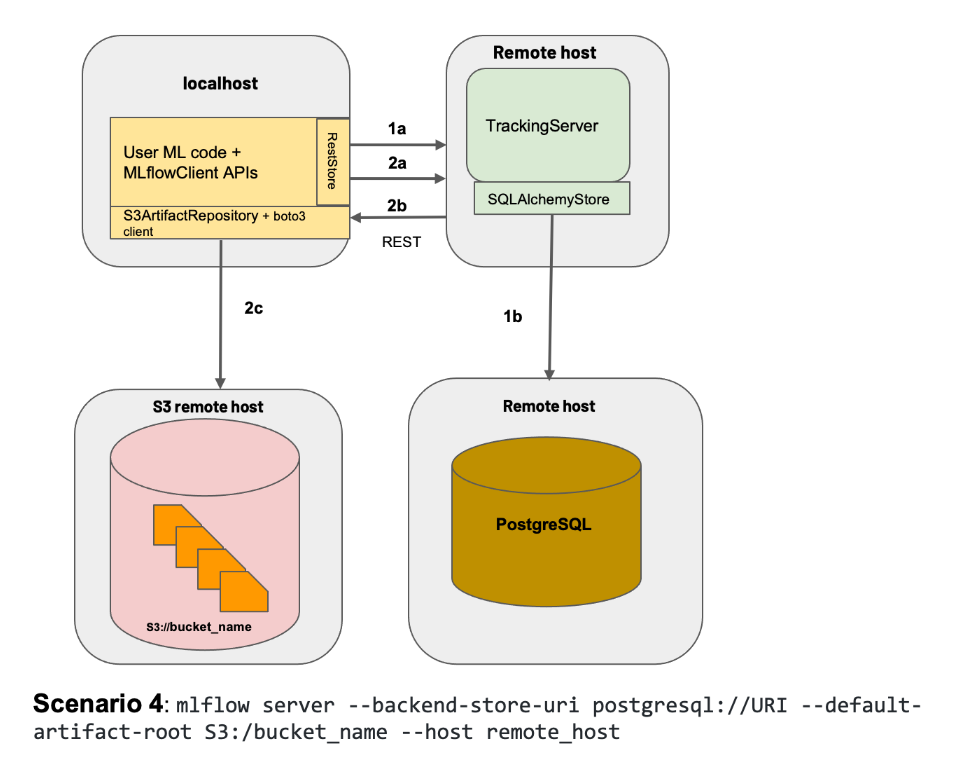 localhost
User ML code +
MLflowClient APIs
RestStore
S3ArtifactRepository + boto3
client
1a
2a
2b
REST
Remote host
TrackingServer
SQLAlchemyStore
2c
1b
S3 remote host
S3://bucket_name
Remote host
PostgreSQL
Scenario 4: mlflow server --backend-store-uri postgresql://URI --default-
artifact-root S3:/bucket_name --host remote_host